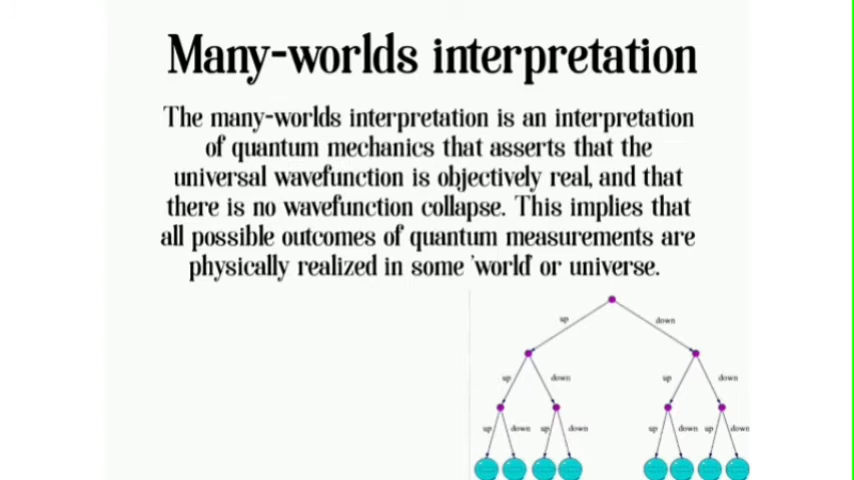 Many-worlds interpretation
The many-worlds interpretation is an interpretation
of quantum mechanics that asserts that the
universal wavefunction is objectively real, and that
there is no wavefunction collapse. This implies that
all possible outcomes of quantum measurements are
physically realized in some 'world' or universe.
up down
up down up down
up down up down up down up down